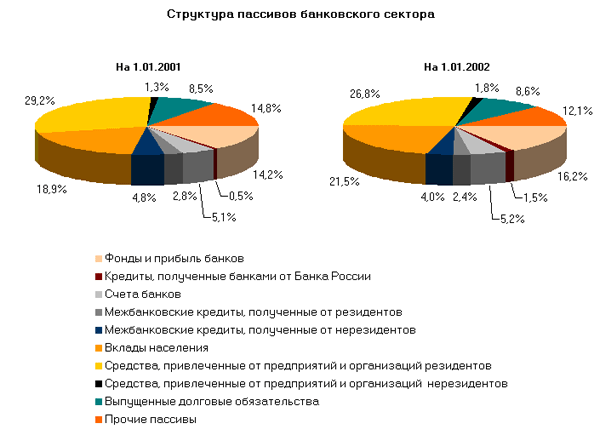 Структура пассивов банковского сектора
На 1.01.2001
На 1.01.2002
29,2%
1,3%
8,5%
14,8%
14,2%
0,5%
5,1%
2,8%
4,8%
18,9%
26,8%
1,8%
8,6%
12,1%
16,2%
1,5%
5,2%
2,4%
4,0%
21,5%
Фонды и прибыль банков
Кредиты, полученные банками от Банка России
Счета банков
Межбанковские кредиты, полученные от резидентов
Межбанковские кредиты, полученные от нерезидентов
Вклады населения
Средства, привлеченные от предприятий и организаций резидентов
Средства, привлеченные от предприятий и организаций нерезидентов
Выпущенные долговые обязательства
Прочие пассивы